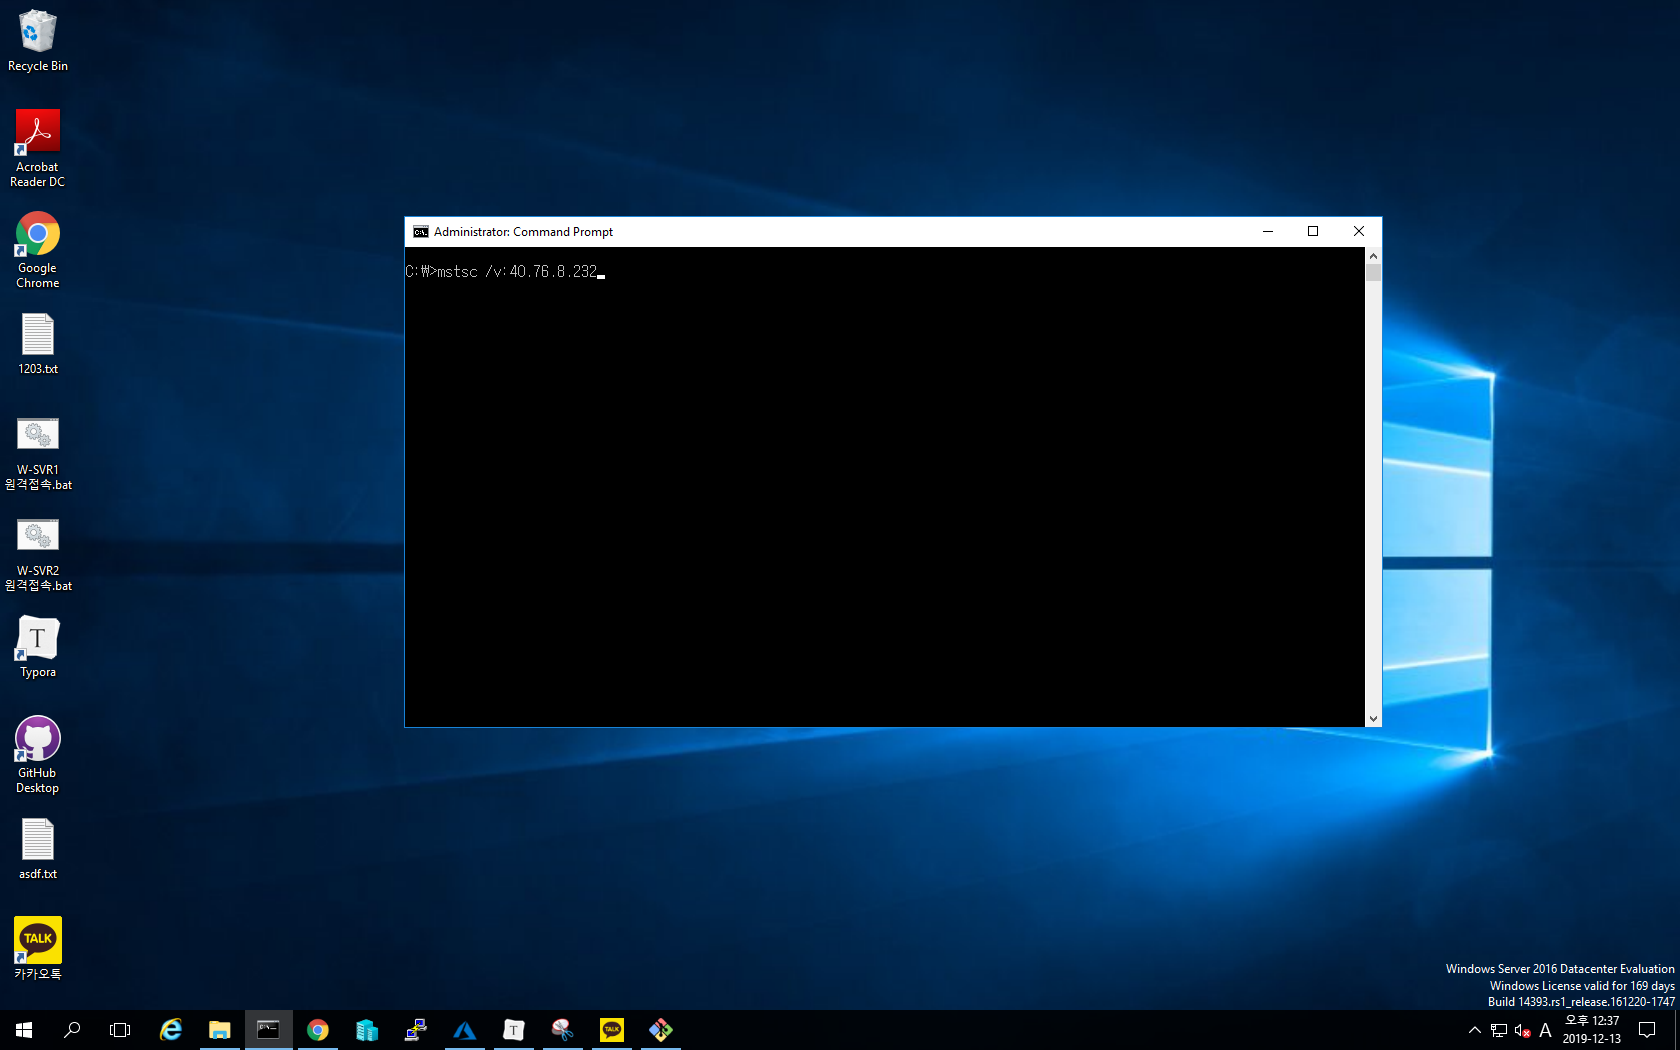 Recycle Bin
Acrobat
Reader DC
Google
Chrome
1203.txt
W-SVR1
원격접속.bat
W-SVR2
원격접속.bat
T
Typora
GitHub
Desktop
asdf.txt
TALK
카카오톡
Administrator: Command Prompt
C:₩>mstsc /v:40.76.8.232
Windows Server 2016 Datacenter Evaluation
Windows License valid for 169 days
Build 14393.rs1_release.161220-1747
T
TALK
A
오후 12:37
2019-12-13